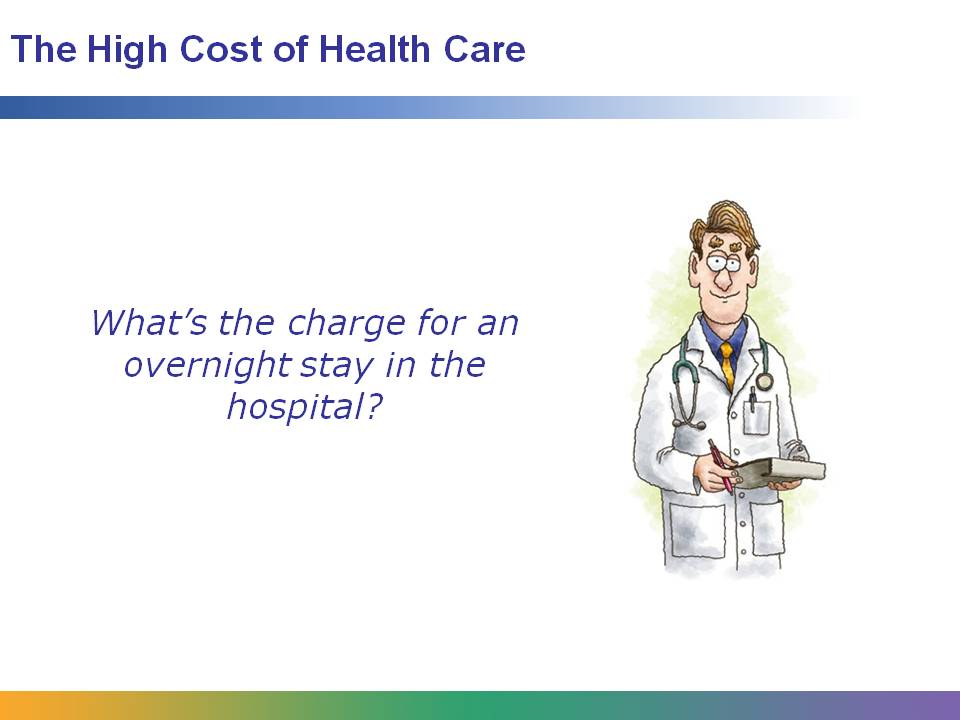 The High Cost of Health Care
What’s the charge for an
overnight stay in the
hospital?